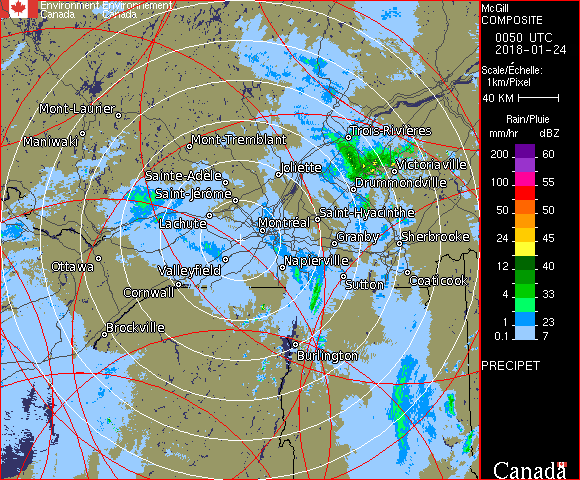 Environment Environnement
Canada Canada
McGill
COMPOSITE
0050 UTC
2018-01-24
Scale/Échelle:
1km/Pixel
40 KM
Rain/Pluie
mm/hr dBZ
200 60
100 55
50 50
24 45
12 40
4 33
1 23
0.1 7
PRECIPET
Canada
Mont-Laurier
Maniwaki
Mont-Tremblant
Trois-Rivières
Victoriaville
Joliette
Sainte-Adèle
Drummondville
Saint-Jérôme
Saint-Hyacinthe
Lachute
Montréal
Granby
Sherbrooke
Ottawa
Valleyfield
Napierville
Sutton
Coaticook
Cornwall
Brockville
Burlington